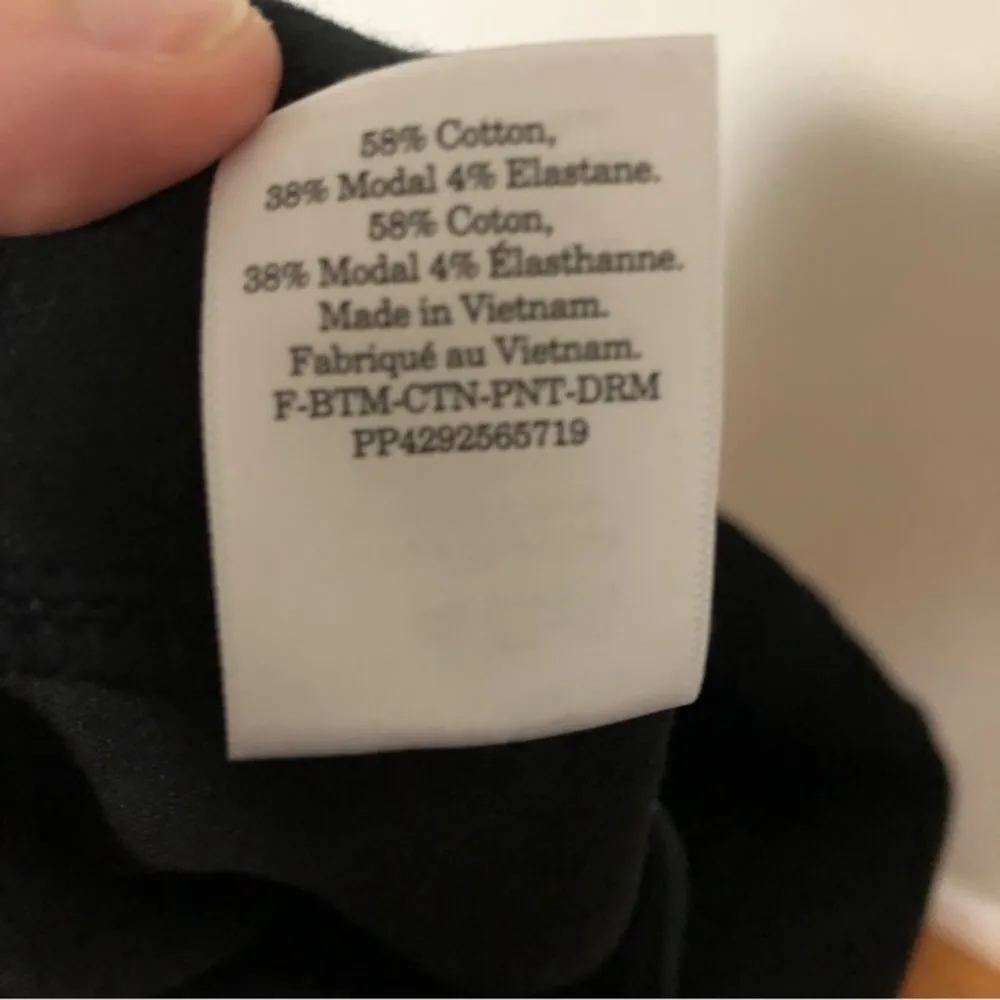 58% Cotton,
38% Modal 4% Elastane.
58% Coton,
38% Modal 4% Élasthanne.
Made in Vietnam.
Fabriqué au Vietnam.
F-BTM-CTN-PNT-DRM
PP4292565719